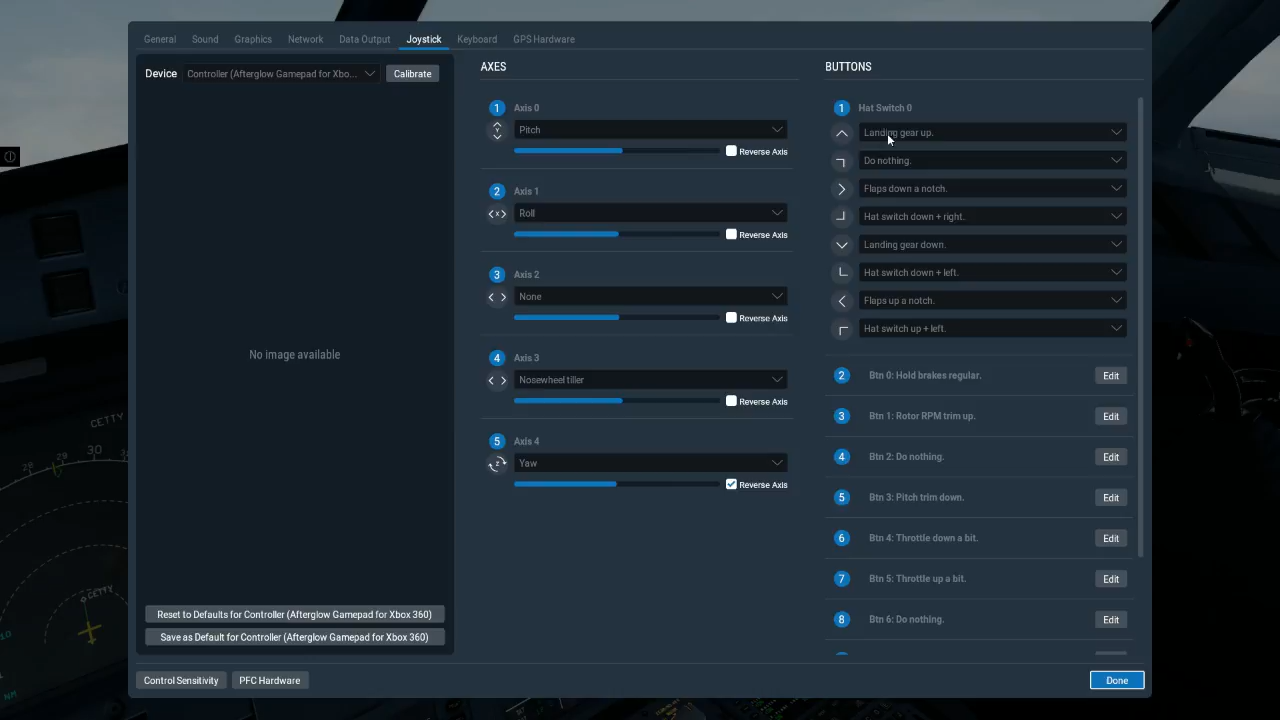 General Sound Graphics Network Data Output Joystick Keyboard GPS Hardware
Device Controller (Afterglow Gamepad for Xbo... Calibrate
No image available
Reset to Defaults for Controller (Afterglow Gamepad for Xbox 360)
Save as Default for Controller (Afterglow Gamepad for Xbox 360)
AXES
1 Axis 0
Y Pitch
Reverse Axis
2 Axis 1
X Roll
Reverse Axis
3 Axis 2
None
Reverse Axis
4 Axis 3
Nosewheel tiller
Reverse Axis
5 Axis 4
Z Yaw
Reverse Axis
BUTTONS
1 Hat Switch 0
Landing gear up.
Do nothing.
Flaps down a notch.
Hat switch down + right.
Landing gear down.
Hat switch down + left.
Flaps up a notch.
Hat switch up + left.
2 Btn 0: Hold brakes regular. Edit
3 Btn 1: Rotor RPM trim up. Edit
4 Btn 2: Do nothing. Edit
5 Btn 3: Pitch trim down. Edit
6 Btn 4: Throttle down a bit. Edit
7 Btn 5: Throttle up a bit. Edit
8 Btn 6: Do nothing. Edit
Control Sensitivity PFC Hardware Done
CETTY
28 28 30 31
CETTY
10
NM